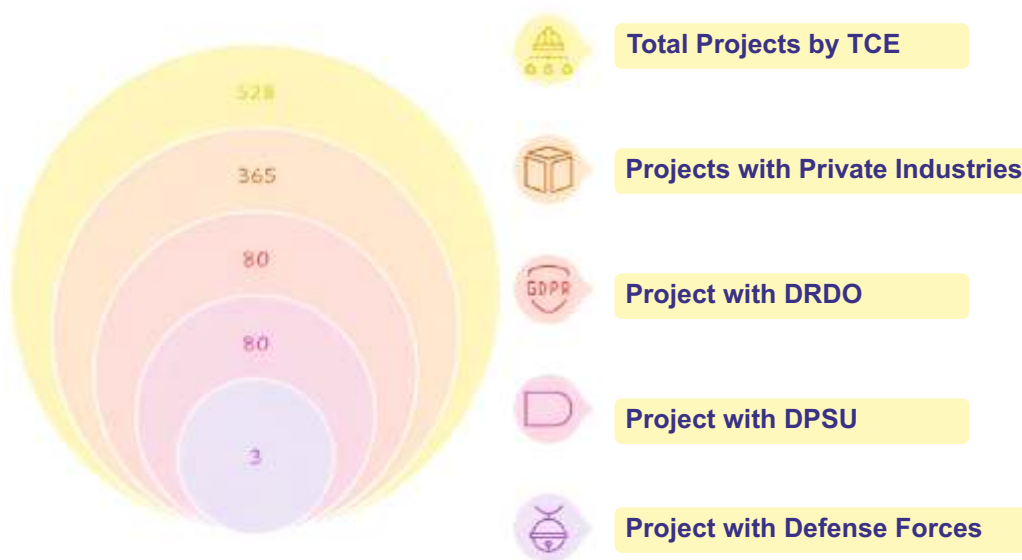 528
Total Projects by TCE
365
Projects with Private Industries
80
GDPR
Project with DRDO
80
Project with DPSU
3
Project with Defense Forces